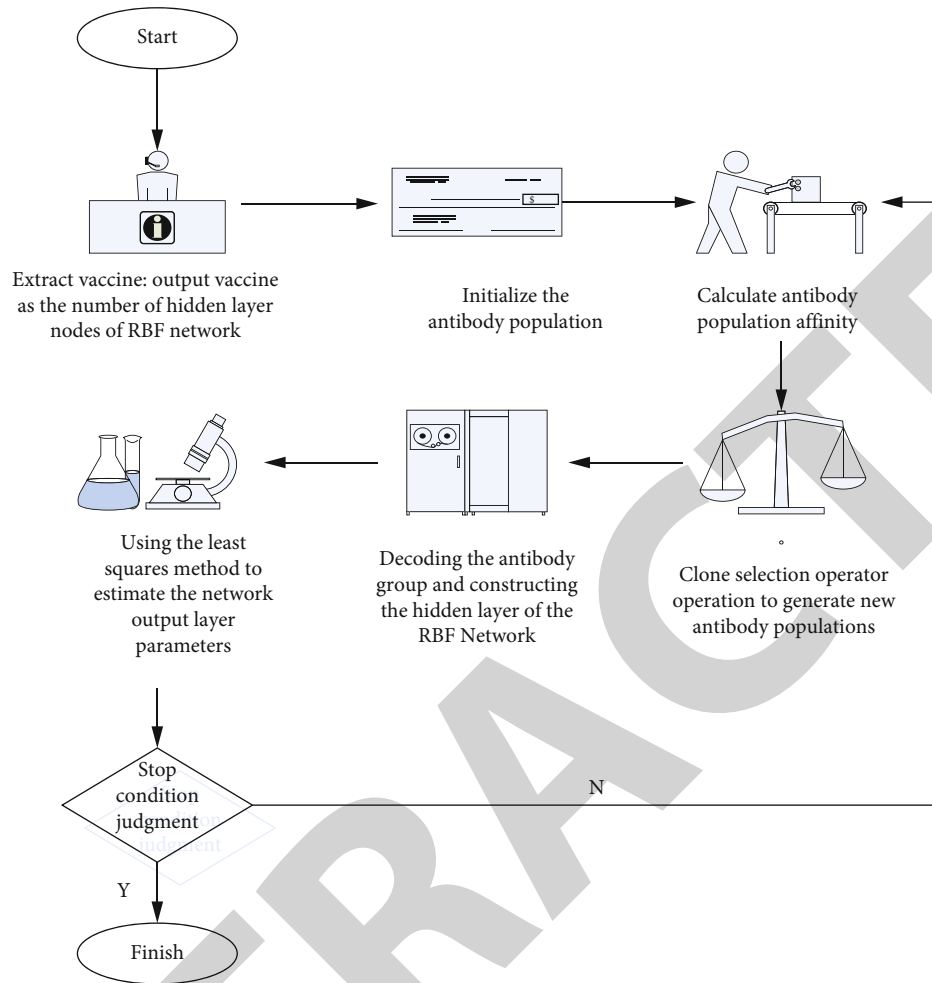 Start
Extract vaccine: output vaccine
as the number of hidden layer
nodes of RBF network
$
Initialize the
antibody population
Calculate antibody
population affinity
Using the least
squares method to
estimate the network
output layer
parameters
Decoding the antibody
group and constructing
the hidden layer of the
RBF Network
Clone selection operator
operation to generate new
antibody populations
Stop
condition
judgment
judgment
N
Y
Finish
TRACTE